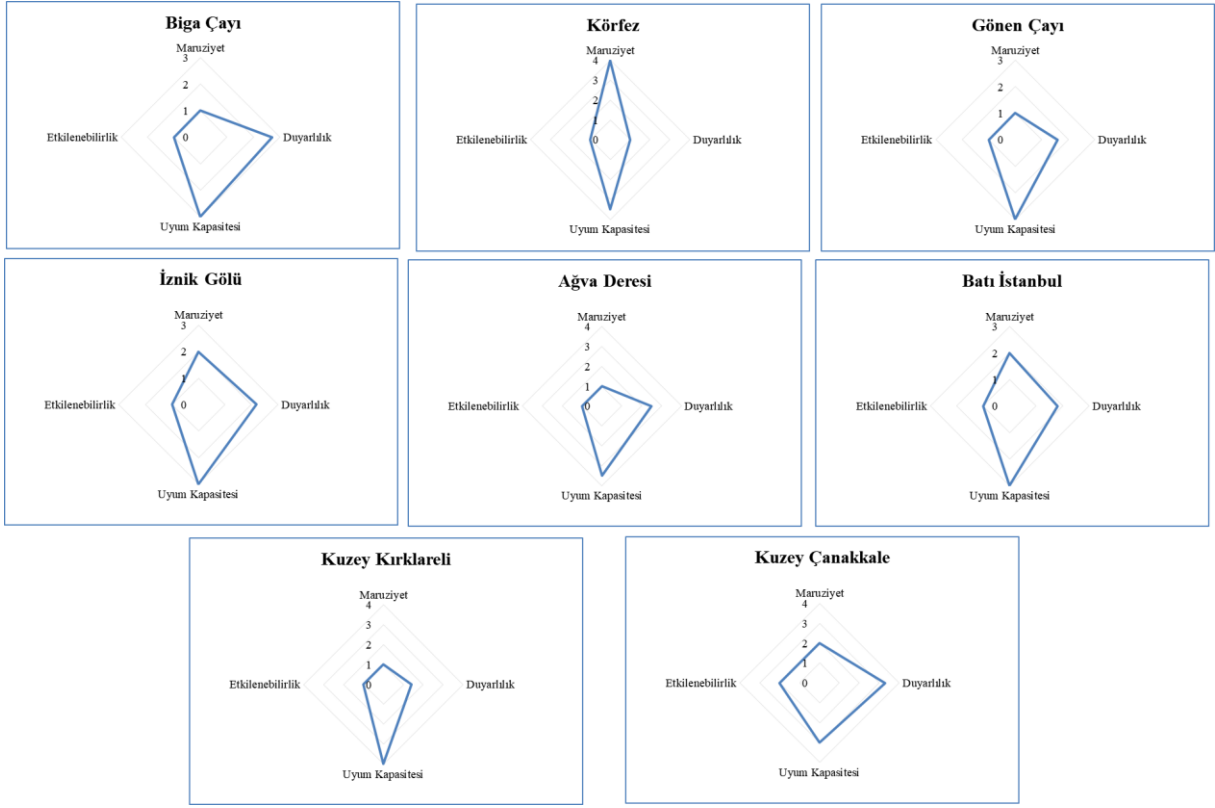 Biga Çayı
Maruziyet
3
2
1
0
Etkilenebilirlik
Duyarlılık
Uyum Kapasitesi
Körfez
Maruziyet
4
3
2
1
0
Etkilenebilirlik
Duyarlılık
Uyum Kapasitesi
Gönen Çayı
Maruziyet
3
2
1
0
Etkilenebilirlik
Duyarlılık
Uyum Kapasitesi
İznik Gölü
Maruziyet
3
2
1
0
Etkilenebilirlik
Duyarlılık
Uyum Kapasitesi
Ağva Deresi
Maruziyet
4
3
2
1
0
Etkilenebilirlik
Duyarlılık
Uyum Kapasitesi
Batı İstanbul
Maruziyet
3
2
1
0
Etkilenebilirlik
Duyarlılık
Uyum Kapasitesi
Kuzey Kırklareli
Maruziyet
4
3
2
1
0
Etkilenebilirlik
Duyarlılık
Uyum Kapasitesi
Kuzey Çanakkale
Maruziyet
4
3
2
1
0
Etkilenebilirlik
Duyarlılık
Uyum Kapasitesi